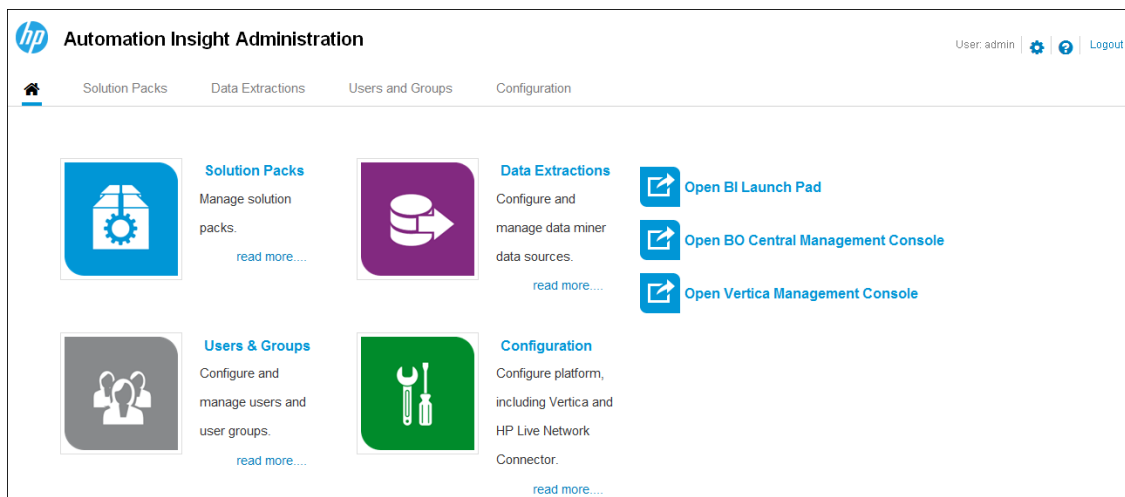 hp
Automation Insight Administration
User: admin
Logout
Solution Packs
Data Extractions
Users and Groups
Configuration
Solution Packs
Manage solution
packs.
read more....
Data Extractions
Configure and
manage data miner
data sources.
read more....
Open BI Launch Pad
Open BO Central Management Console
Open Vertica Management Console
Users & Groups
Configure and
manage users and
user groups.
read more....
Configuration
Configure platform,
including Vertica and
HP Live Network
Connector.
read more....